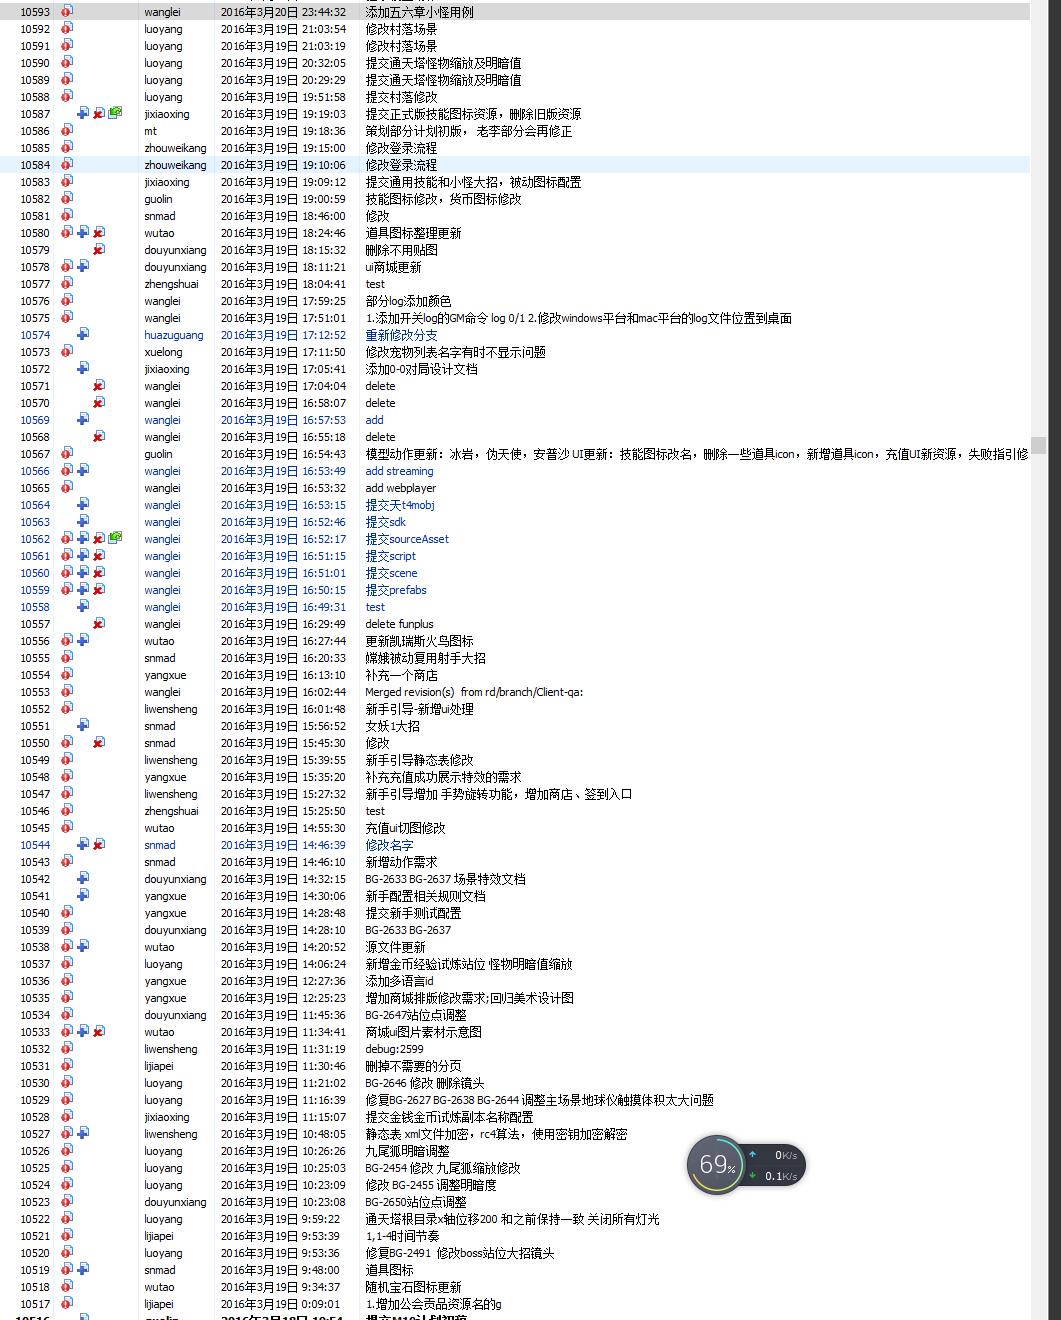 10593 wanglei 2016年3月20日 23:44:32 添加五六章小怪用例
10592 luoyang 2016年3月19日 21:03:54 修改村落场景
10591 luoyang 2016年3月19日 21:03:19 修改村落场景
10590 luoyang 2016年3月19日 20:32:05 提交通天塔怪物缩放及明暗值
10589 luoyang 2016年3月19日 20:29:29 提交通天塔怪物缩放及明暗值
10588 luoyang 2016年3月19日 19:51:58 提交村落修改
10587 jixiaoxing 2016年3月19日 19:19:03 提交正式版技能图标资源，删除旧版资源
10586 mt 2016年3月19日 19:18:36 策划部分计划初版， 老李部分会再修正
10585 zhouweikang 2016年3月19日 19:15:00 修改登录流程
10584 zhouweikang 2016年3月19日 19:10:06 修改登录流程
10583 jixiaoxing 2016年3月19日 19:09:12 提交通用技能和小怪大招，被动图标配置
10582 guolin 2016年3月19日 19:00:59 技能图标修改，货币图标修改
10581 snmad 2016年3月19日 18:46:00 修改
10580 wutao 2016年3月19日 18:24:46 道具图标整理更新
10579 douyunxiang 2016年3月19日 18:15:32 删除不用贴图
10578 douyunxiang 2016年3月19日 18:11:21 ui商城更新
10577 zhengshuai 2016年3月19日 18:04:41 test
10576 wanglei 2016年3月19日 17:59:25 部分log添加颜色
10575 wanglei 2016年3月19日 17:51:01 1.添加开关log的GM命令 log 0/1 2.修改windows平台和mac平台的log文件位置到桌面
10574 huazuguang 2016年3月19日 17:12:52 重新修改分支
10573 xuelong 2016年3月19日 17:11:50 修改宠物列表名字有时不显示问题
10572 jixiaoxing 2016年3月19日 17:05:41 添加0-0对局设计文档
10571 wanglei 2016年3月19日 17:04:04 delete
10570 wanglei 2016年3月19日 16:58:07 delete
10569 wanglei 2016年3月19日 16:57:53 add
10568 wanglei 2016年3月19日 16:55:18 delete
10567 guolin 2016年3月19日 16:54:43 模型动作更新：冰岩，伪天使，安普沙 UI更新：技能图标改名，删除一些道具icon，新增道具icon，充值UI新资源，失败指引修
10566 wanglei 2016年3月19日 16:53:49 add streaming
10565 wanglei 2016年3月19日 16:53:32 add webplayer
10564 wanglei 2016年3月19日 16:53:15 提交天t4mobj
10563 wanglei 2016年3月19日 16:52:46 提交sdk
10562 wanglei 2016年3月19日 16:52:17 提交sourceAsset
10561 wanglei 2016年3月19日 16:51:15 提交script
10560 wanglei 2016年3月19日 16:51:01 提交scene
10559 wanglei 2016年3月19日 16:50:15 提交prefabs
10558 wanglei 2016年3月19日 16:49:31 test
10557 wanglei 2016年3月19日 16:29:49 delete funplus
10556 wutao 2016年3月19日 16:27:44 更新凯瑞斯火鸟图标
10555 snmad 2016年3月19日 16:20:33 嫦娥被动复用射手大招
10554 yangxue 2016年3月19日 16:13:10 补充一个商店
10553 wanglei 2016年3月19日 16:02:44 Merged revision(s) from rd/branch/Client-qa:
10552 liwensheng 2016年3月19日 16:01:48 新手引导-新增ui处理
10551 snmad 2016年3月19日 15:56:52 女妖1大招
10550 snmad 2016年3月19日 15:45:30 修改
10549 liwensheng 2016年3月19日 15:39:55 新手引导静态表修改
10548 yangxue 2016年3月19日 15:35:20 补充充值成功展示特效的需求
10547 liwensheng 2016年3月19日 15:27:32 新手引导增加 手势旋转功能，增加商店、签到入口
10546 zhengshuai 2016年3月19日 15:25:50 test
10545 wutao 2016年3月19日 14:55:30 充值ui切图修改
10544 snmad 2016年3月19日 14:46:39 修改名字
10543 snmad 2016年3月19日 14:46:10 新增动作需求
10542 douyunxiang 2016年3月19日 14:32:15 BG-2633 BG-2637 场景特效文档
10541 yangxue 2016年3月19日 14:30:06 新手配置相关规则文档
10540 yangxue 2016年3月19日 14:28:48 提交新手测试配置
10539 douyunxiang 2016年3月19日 14:28:10 BG-2633 BG-2637
10538 wutao 2016年3月19日 14:20:52 源文件更新
10537 luoyang 2016年3月19日 14:06:24 新增金币经验试炼站位 怪物明暗值缩放
10536 yangxue 2016年3月19日 12:27:36 添加多语言id
10535 yangxue 2016年3月19日 12:25:23 增加商城排版修改需求;回归美术设计图
10534 douyunxiang 2016年3月19日 11:45:36 BG-2647站位点调整
10533 wutao 2016年3月19日 11:34:41 商城ui图片素材示意图
10532 liwensheng 2016年3月19日 11:31:19 debug:2599
10531 lijiapei 2016年3月19日 11:30:46 删掉不需要的分页
10530 luoyang 2016年3月19日 11:21:02 BG-2646 修改 删除镜头
10529 luoyang 2016年3月19日 11:16:39 修复BG-2627 BG-2638 BG-2644 调整主场景地球仪触摸体积太大问题
10528 jixiaoxing 2016年3月19日 11:15:07 提交金钱金币试炼副本名称配置
10527 liwensheng 2016年3月19日 10:48:05 静态表 xml文件加密，rc4算法，使用密钥加密解密
10526 luoyang 2016年3月19日 10:26:26 九尾狐明暗调整
10525 luoyang 2016年3月19日 10:25:03 BG-2454 修改 九尾狐缩放修改
10524 luoyang 2016年3月19日 10:23:09 修改 BG-2455 调整明暗度
10523 douyunxiang 2016年3月19日 10:23:08 BG-2650站位点调整
10522 luoyang 2016年3月19日 9:59:22 通天塔根目录x轴位移200 和之前保持一致 关闭所有灯光
10521 lijiapei 2016年3月19日 9:53:39 1,1-4时间节奏
10520 luoyang 2016年3月19日 9:53:36 修复BG-2491 修改boss站位大招镜头
10519 snmad 2016年3月19日 9:48:00 道具图标
10518 wutao 2016年3月19日 9:34:37 随机宝石图标更新
10517 lijiapei 2016年3月19日 0:09:01 1.增加公会贡品资源名的g
69%
0K/s
0.1K/s